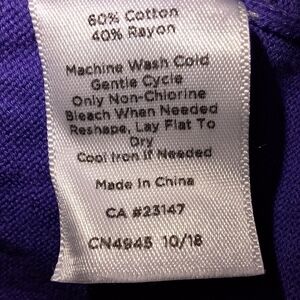 60% Cotton
40% Rayon
Machine Wash Cold
Gentle Cycle
Only Non-Chlorine
Bleach When Needed
Reshape, Lay Flat To
Dry
Cool Iron If Needed
Made In China
CA #23147
CN4945 10/18